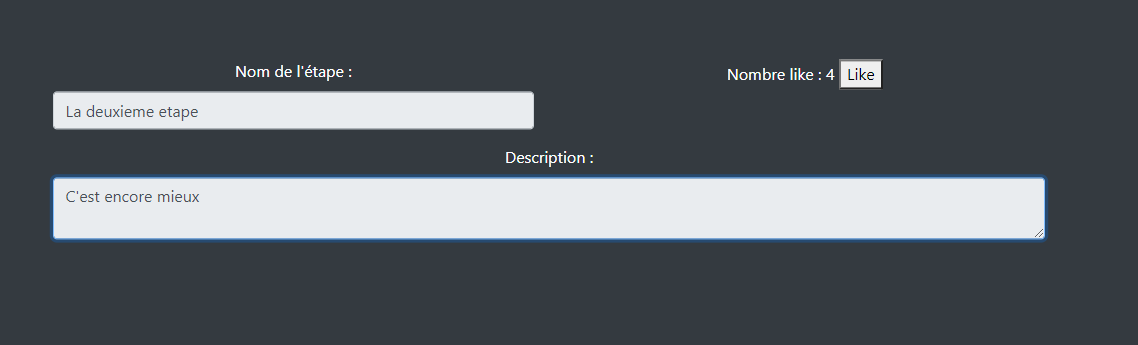 Nom de l'étape :
Nombre like : 4 Like
La deuxieme etape
Description :
C'est encore mieux